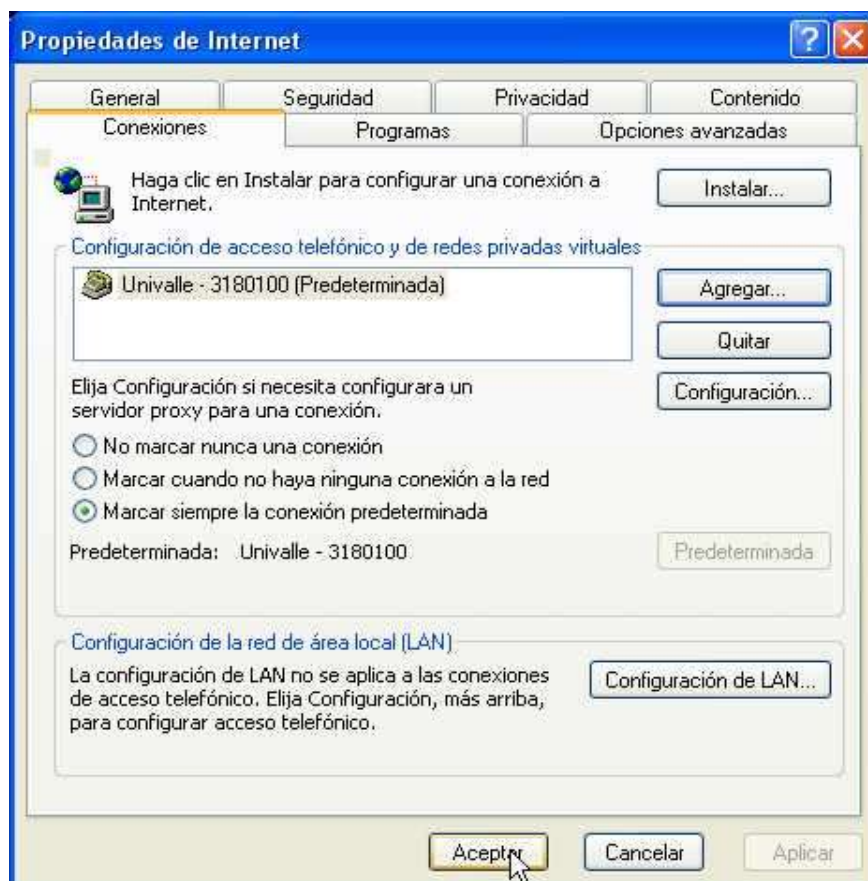 Propiedades de Internet
General Seguridad Privacidad Contenido
Conexiones Programas Opciones avanzadas
Haga clic en Instalar para configurar una conexión a
Internet.
Instalar...
Configuración de acceso telefónico y de redes privadas virtuales
Univalle - 3180100 (Predeterminada)
Agregar...
Quitar
Elija Configuración si necesita configurara un
servidor proxy para una conexión.
Configuración...
No marcar nunca una conexión
Marcar cuando no haya ninguna conexión a la red
Marcar siempre la conexión predeterminada
Predeterminada: Univalle - 3180100
Predeterminada
Configuración de la red de área local (LAN)
La configuración de LAN no se aplica a las conexiones
de acceso telefónico. Elija Configuración, más arriba,
para configurar acceso telefónico.
Configuración de LAN...
Aceptar Cancelar Aplicar